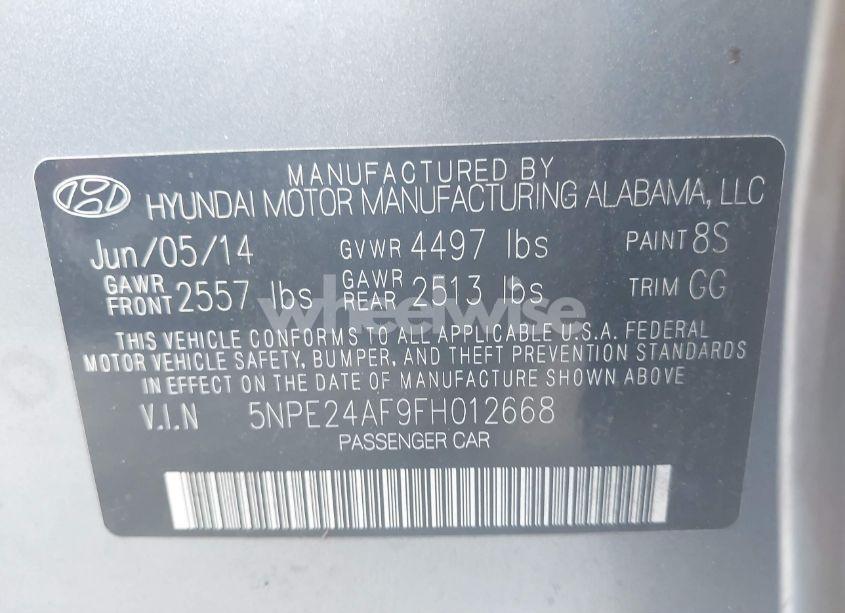 MANUFACTURED BY
HYUNDAI MOTOR MANUFACTURING ALABAMA, LLC
Jun/05/14 GVWR 4497 lbs PAINT 8S
GAWR FRONT 2557 lbs GAWR REAR 2513 lbs TRIM GG
wheelwise
THIS VEHICLE CONFORMS TO ALL APPLICABLE U.S.A. FEDERAL
MOTOR VEHICLE SAFETY, BUMPER, AND THEFT PREVENTION STANDARDS
IN EFFECT ON THE DATE OF MANUFACTURE SHOWN ABOVE
V.I.N 5NPE24AF9FH012668
PASSENGER CAR